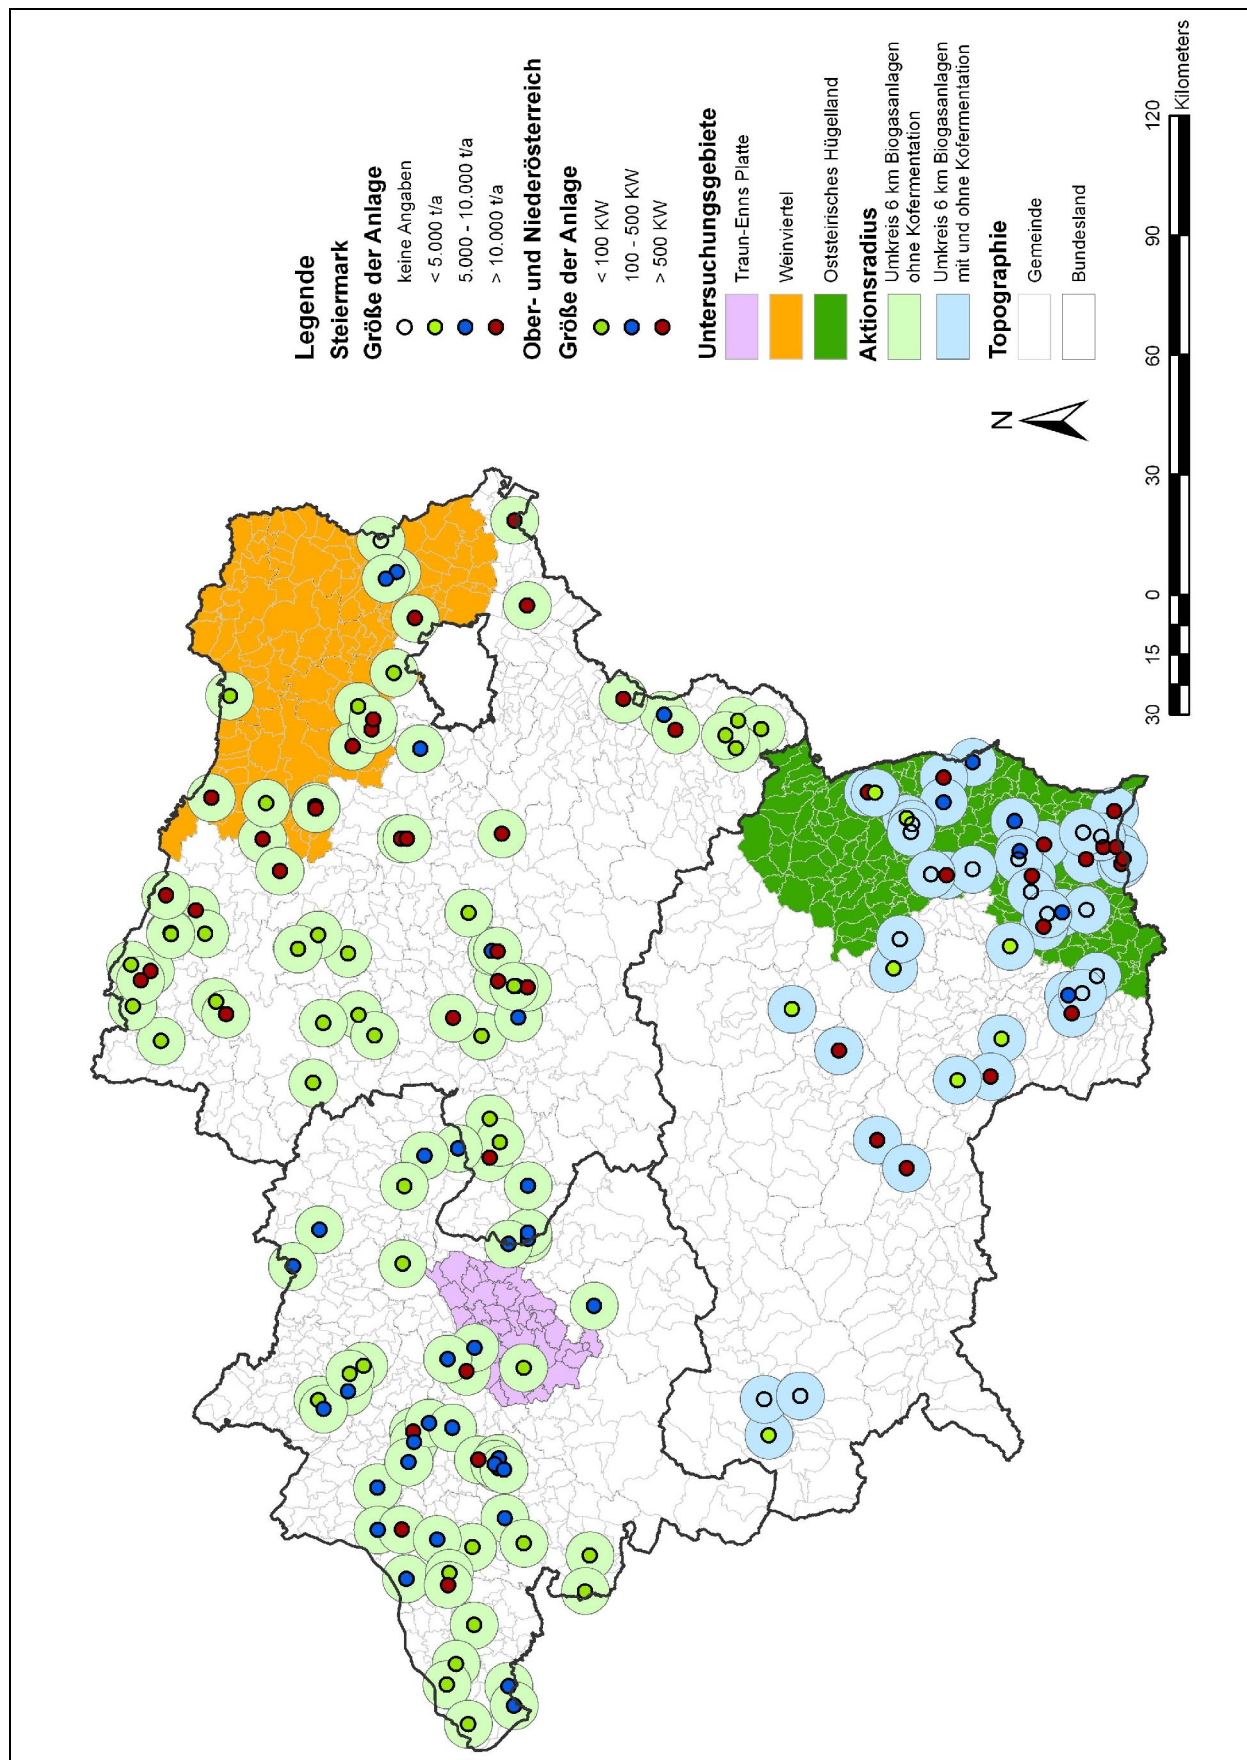 Legende
Steiermark
Größe der Anlage
keine Angaben
< 5.000 t/a
5.000 - 10.000 t/a
> 10.000 t/a
Ober- und Niederösterreich
Größe der Anlage
< 100 KW
100 - 500 KW
> 500 KW
Untersuchungsgebiete
Traun-Enns Platte
Weinviertel
Oststeirisches Hügelland
Aktionsradius
Umkreis 6 km Biogasanlagen
ohne Kofermentation
Umkreis 6 km Biogasanlagen
mit und ohne Kofermentation
Topographie
Gemeinde
Bundesland
N
30 15 0 30 60 90 120
Kilometers